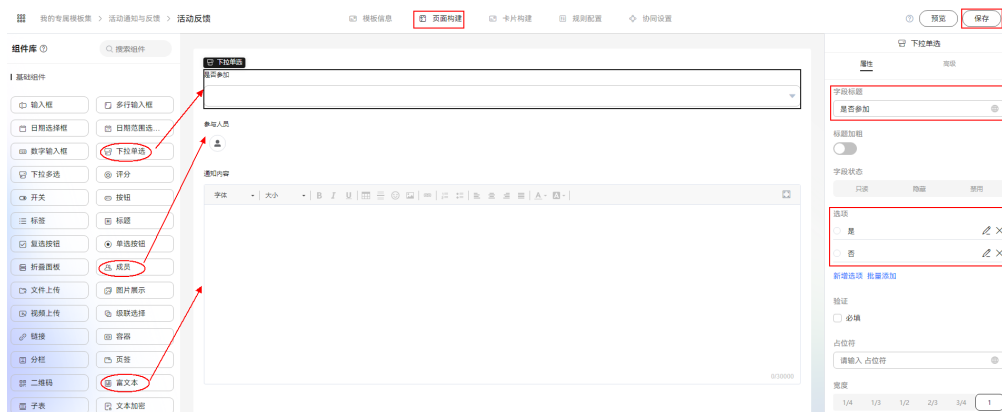 我的专属模板集 > 活动通知与反馈 > 活动反馈
模板信息
页面构建
卡片构建
规则配置
协同设置
预览
保存
组件库
搜索组件
基础组件
输入框
多行输入框
日期选择框
日期范围选...
数字输入框
下拉单选
下拉多选
评分
开关
按钮
标签
标题
复选按钮
单选按钮
折叠面板
成员
文件上传
图片展示
视频上传
级联选择
链接
容器
分栏
页签
二维码
富文本
子表
文本加密
下拉单选
是否参加
参与人员
通知内容
字体
大小
B I U
A
0/10000
下拉单选
属性
高级
字段标题
是否参加
标题加粗
字段状态
只读
隐藏
禁用
选项
是
否
新增选项 批量添加
验证
必填
占位符
请输入 占位符
宽度
1/4 1/3 1/2 2/3 3/4 1